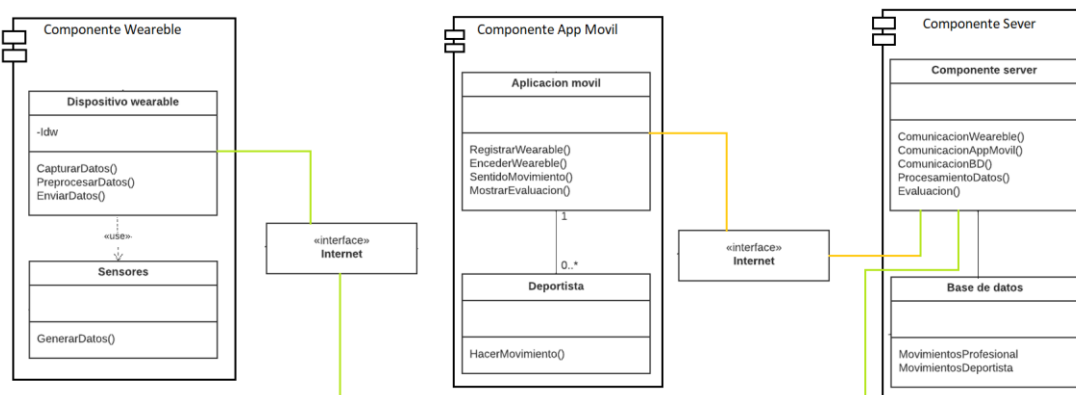 Componente Weareble
Dispositivo wearable
-Idw
CapturarDatos()
PreprocesarDatos()
EnviarDatos()
«use»
Sensores
GenerarDatos()
«interface»
Internet
Componente App Movil
Aplicacion movil
RegistrarWearable()
EncederWeareble()
SentidoMovimiento()
MostrarEvaluacion()
1
0..*
Deportista
HacerMovimiento()
«interface»
Internet
Componente Sever
Componente server
ComunicacionWeareble()
ComunicacionAppMovil()
ComunicacionBD()
ProcesamientoDatos()
Evaluacion()
Base de datos
MovimientosProfesional
MovimientosDeportista